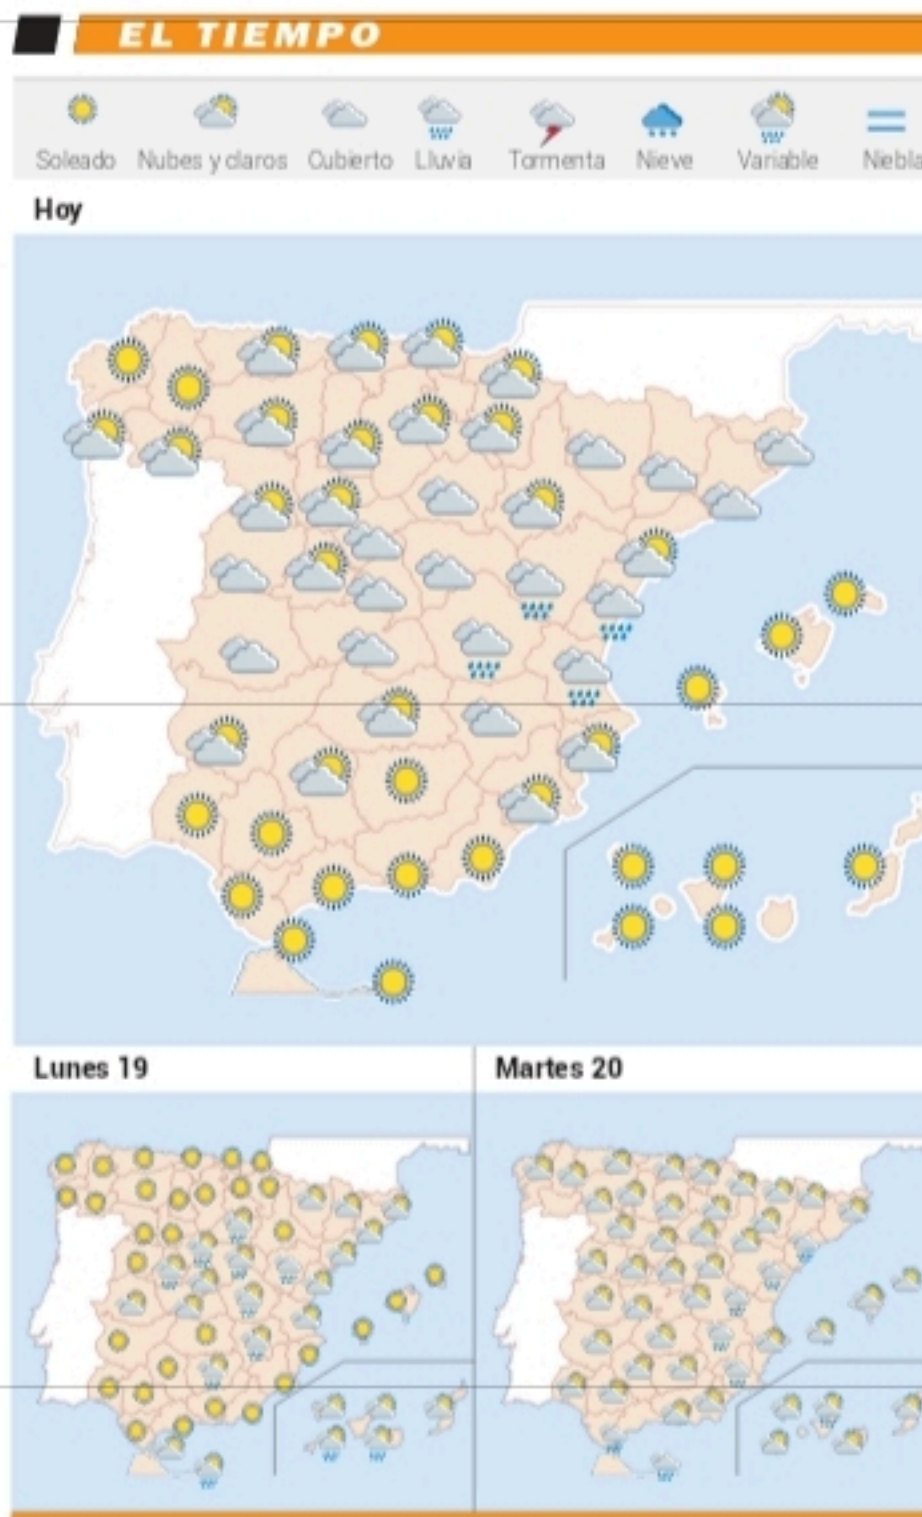 EL TIEMPO
Soleado Nubes y claros Cubierto Lluvia Tormenta Nieve Variable Niebla
Hoy
Lunes 19 Martes 20